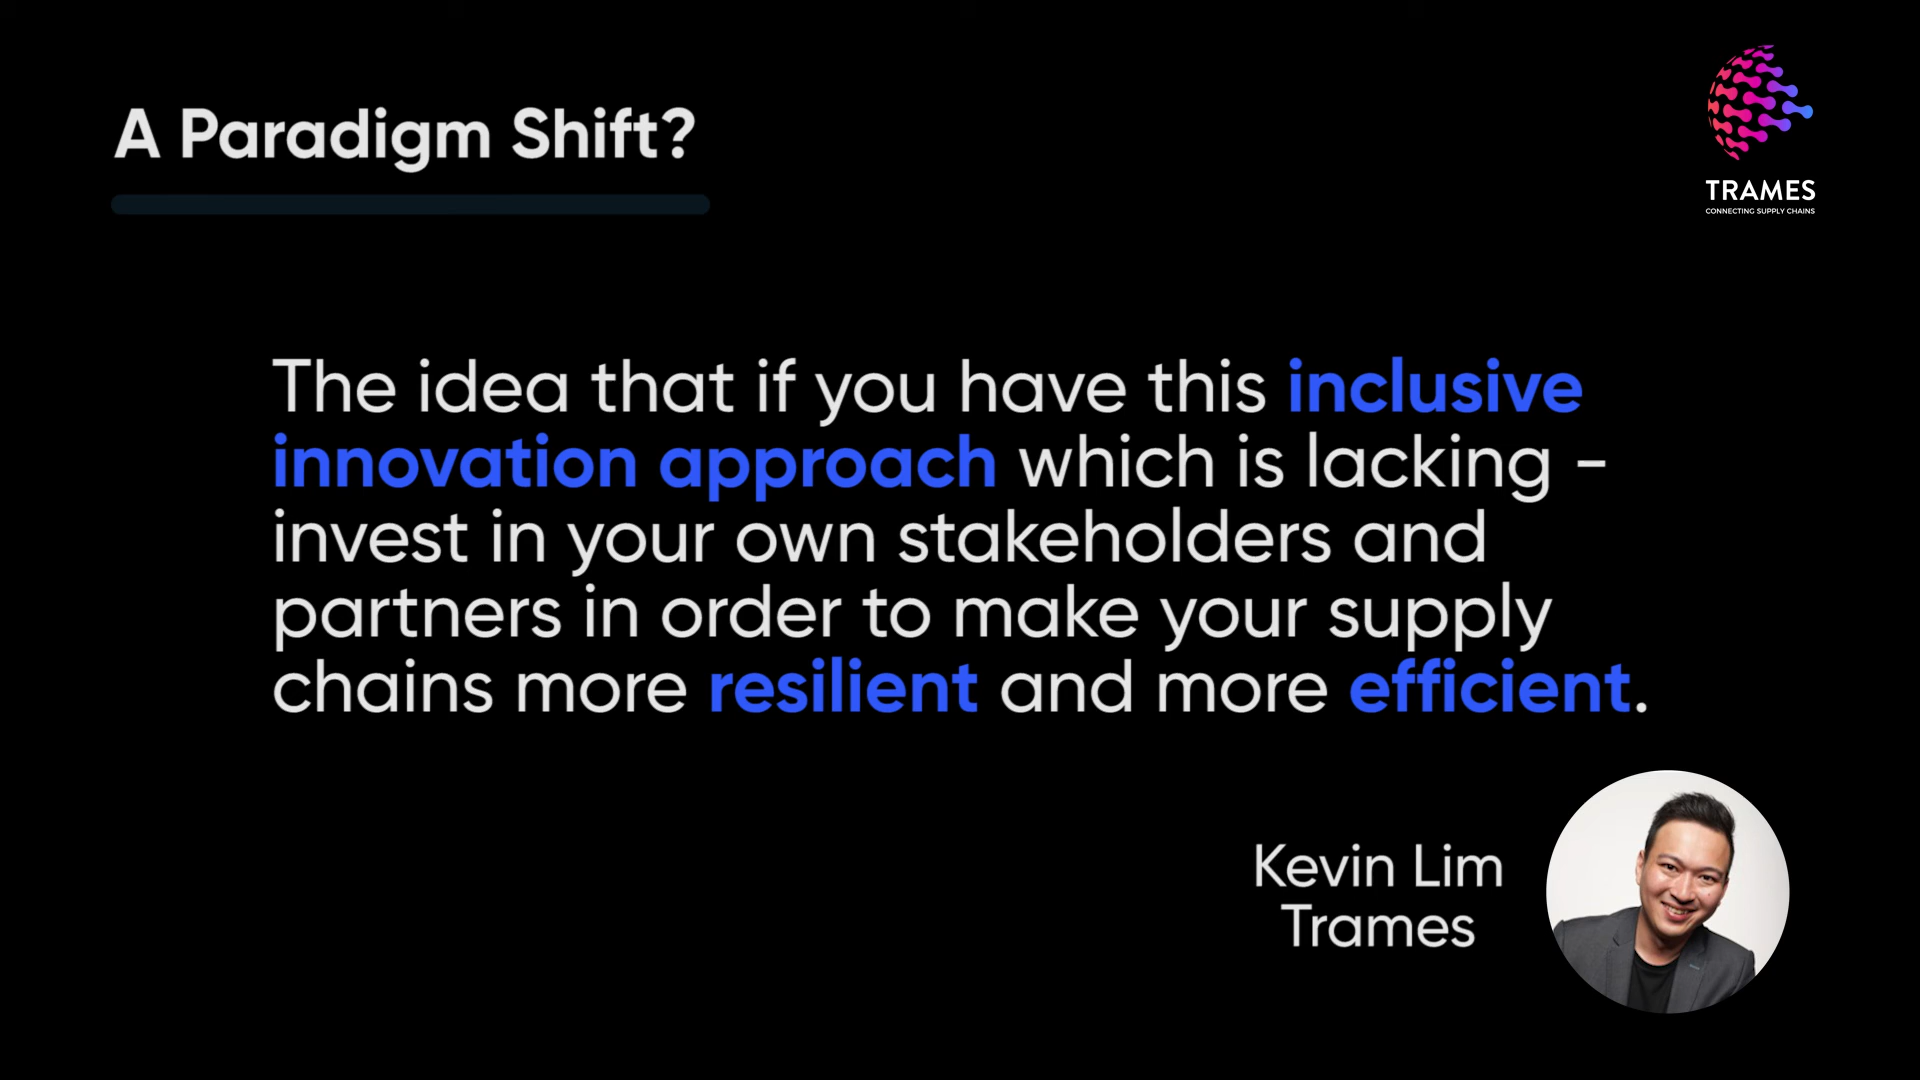 A Paradigm Shift?
TRAMES
CONNECTING SUPPLY CHAINS
The idea that if you have this inclusive
innovation approach which is lacking -
invest in your own stakeholders and
partners in order to make your supply
chains more resilient and more efficient.
Kevin Lim
Trames